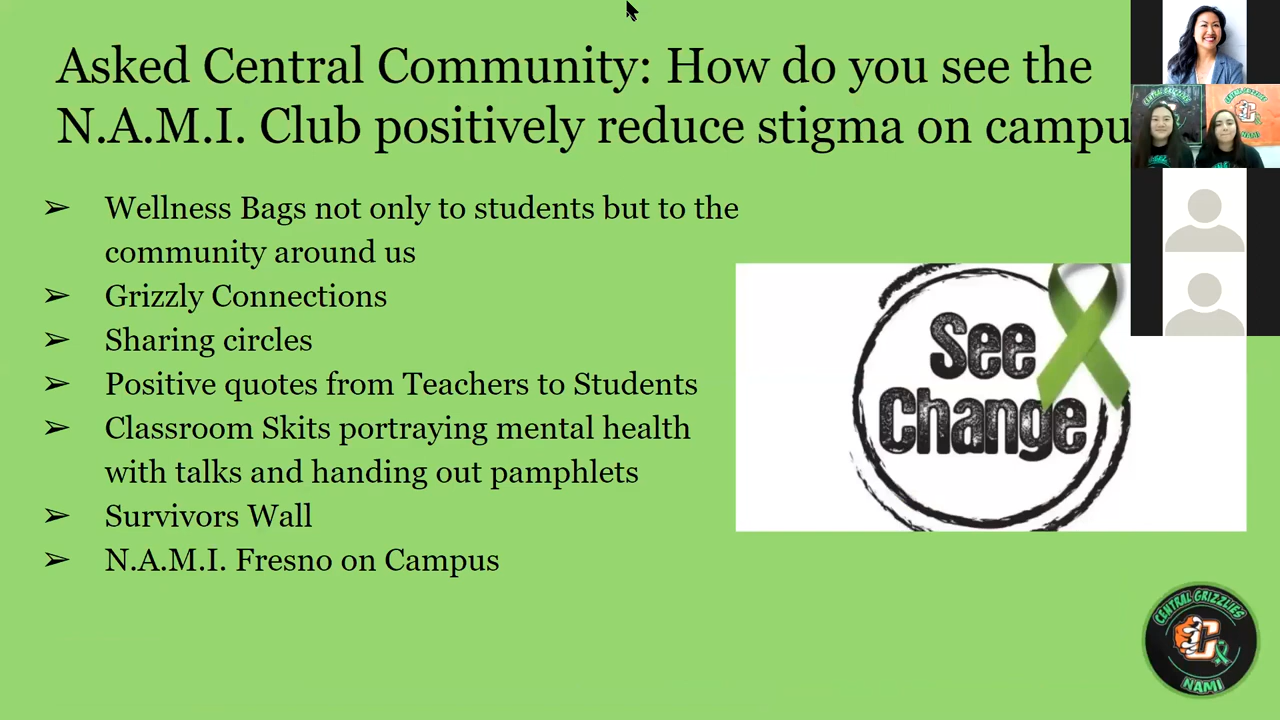 Asked Central Community: How do you see the
N.A.M.I. Club positively reduce stigma on campu
➢ Wellness Bags not only to students but to the
community around us
➢ Grizzly Connections
➢ Sharing circles
➢ Positive quotes from Teachers to Students
➢ Classroom Skits portraying mental health
with talks and handing out pamphlets
➢ Survivors Wall
➢ N.A.M.I. Fresno on Campus
See
Change
CENTRAL GRIZZLIES
C
NAMI